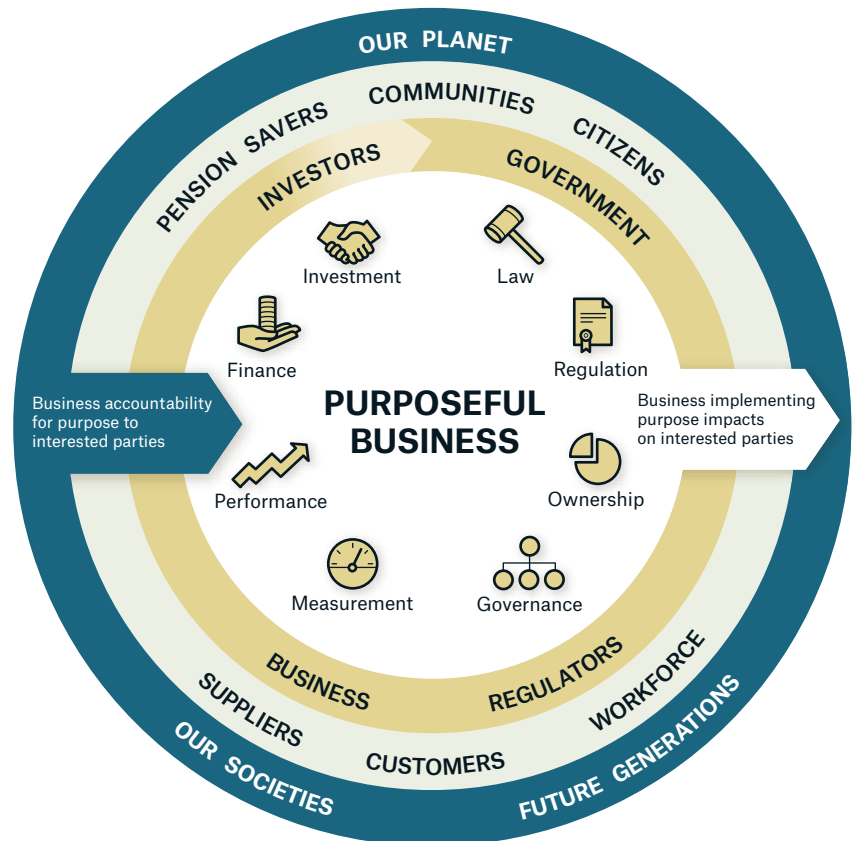 OUR PLANET
COMMUNITIES
PENSION SAVERS
CITIZENS
INVESTORS
GOVERNMENT
Investment
Law
Finance
Regulation
Business accountability
for purpose to
interested parties
PURPOSEFUL
BUSINESS
Business implementing
purpose impacts
on interested parties
Performance
Ownership
Measurement
Governance
BUSINESS
REGULATORS
SUPPLIERS
CUSTOMERS
WORKFORCE
OUR SOCIETIES
FUTURE GENERATIONS